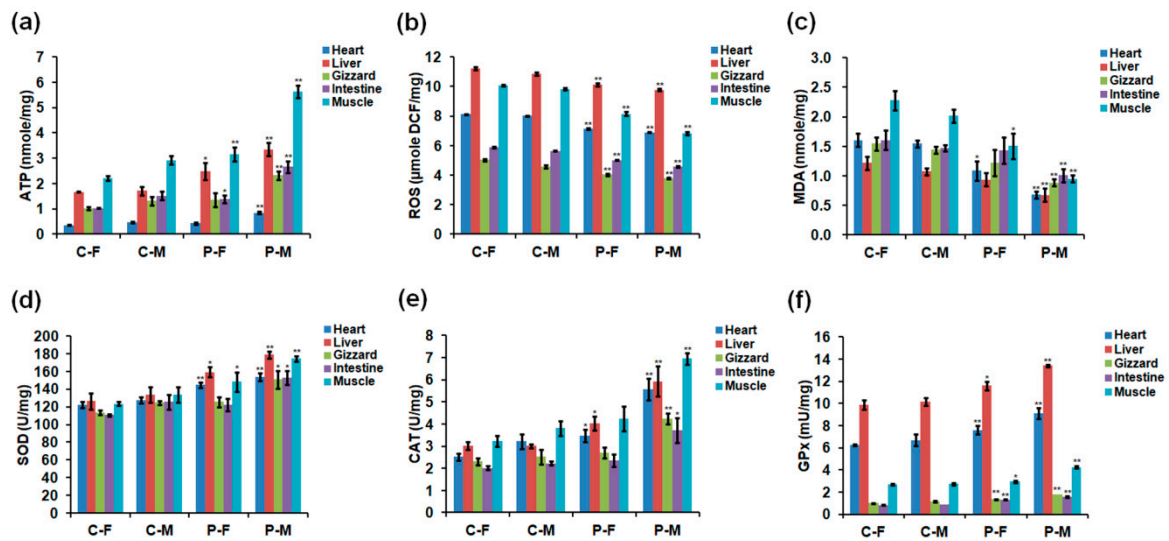 (a)
ATP (nmole/mg)
7
6
5
4
3
2
1
0
C-F C-M P-F P-M
** * ** * ** ** ** ** ** **
Heart
Liver
Gizzard
Intestine
Muscle
(b)
ROS (µmole DCF/mg)
12
10
8
6
4
2
0
C-F C-M P-F P-M
** ** ** ** ** ** ** ** ** **
Heart
Liver
Gizzard
Intestine
Muscle
(c)
MDA (nmole/mg)
3.0
2.5
2.0
1.5
1.0
0.5
0.0
C-F C-M P-F P-M
* * ** ** ** ** **
Heart
Liver
Gizzard
Intestine
Muscle
(d)
SOD (U/mg)
200
180
160
140
120
100
80
60
40
20
0
C-F C-M P-F P-M
** * * ** ** * * **
Heart
Liver
Gizzard
Intestine
Muscle
(e)
CAT (U/mg)
8
7
6
5
4
3
2
1
0
C-F C-M P-F P-M
* * ** ** ** * **
Heart
Liver
Gizzard
Intestine
Muscle
(f)
GPx (mU/mg)
16
14
12
10
8
6
4
2
0
C-F C-M P-F P-M
** * ** ** * ** ** ** ** **
Heart
Liver
Gizzard
Intestine
Muscle